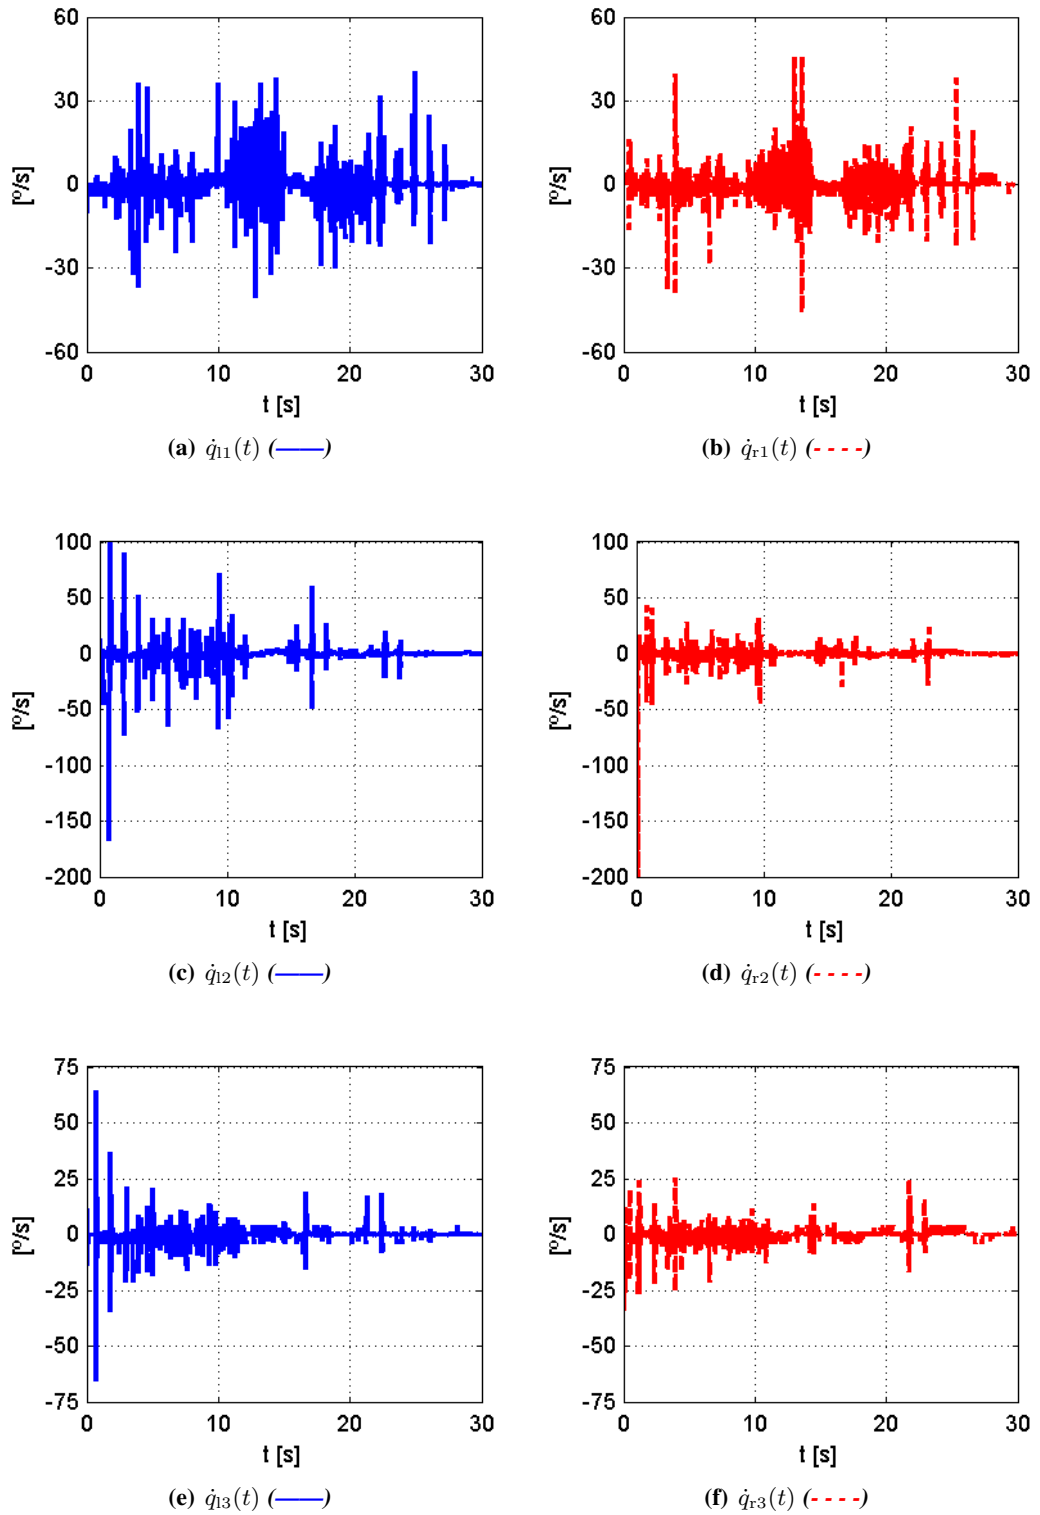 60
30
0
-30
-60
[º/s]
0 10 20 30
t [s]
(a) q̇l1(t) (——)
60
30
0
-30
-60
[º/s]
0 10 20 30
t [s]
(b) q̇r1(t) (- - - -)
100
50
0
-50
-100
-150
-200
[º/s]
0 10 20 30
t [s]
(c) q̇l2(t) (——)
100
50
0
-50
-100
-150
-200
[º/s]
0 10 20 30
t [s]
(d) q̇r2(t) (- - - -)
75
50
25
0
-25
-50
-75
[º/s]
0 10 20 30
t [s]
(e) q̇l3(t) (——)
75
50
25
0
-25
-50
-75
[º/s]
0 10 20 30
t [s]
(f) q̇r3(t) (- - - -)